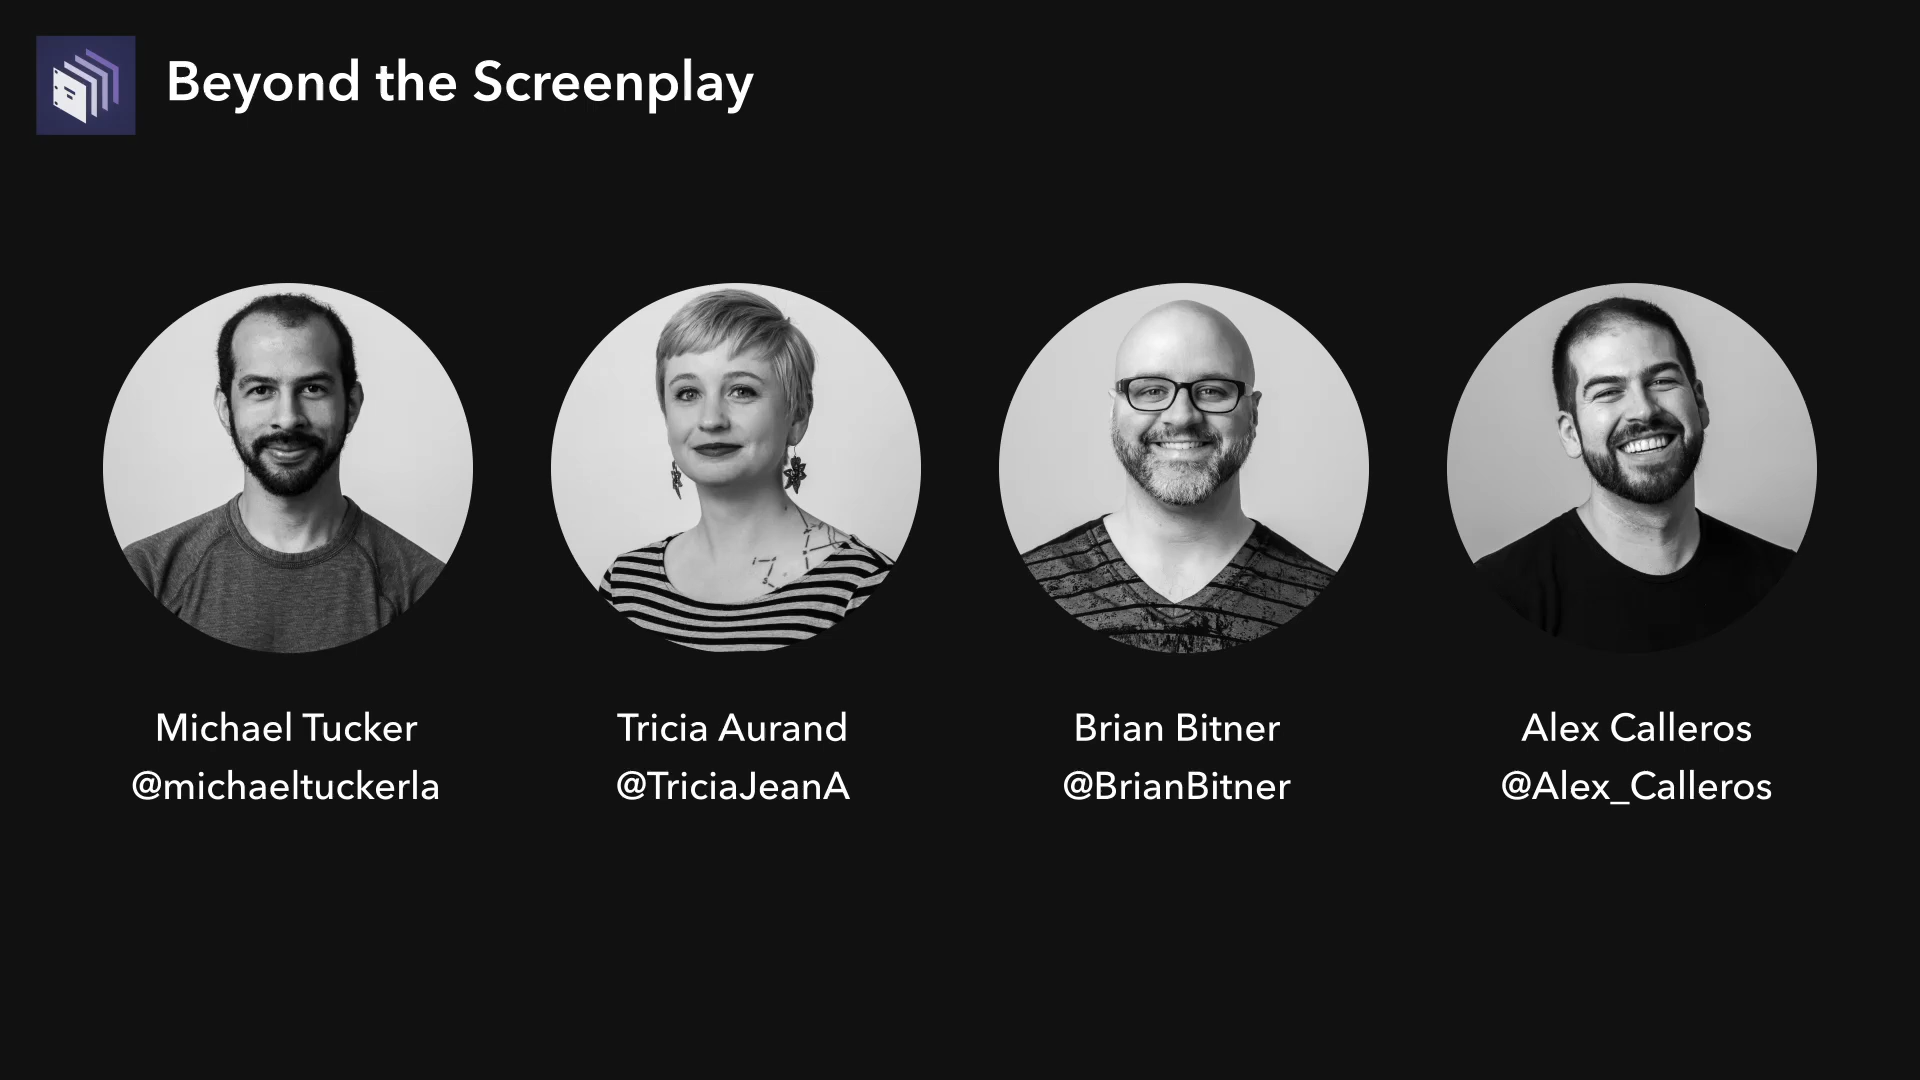 Beyond the Screenplay
Michael Tucker
@michaeltuckerla
Tricia Aurand
@TriciaJeanA
Brian Bitner
@BrianBitner
Alex Calleros
@Alex_Calleros